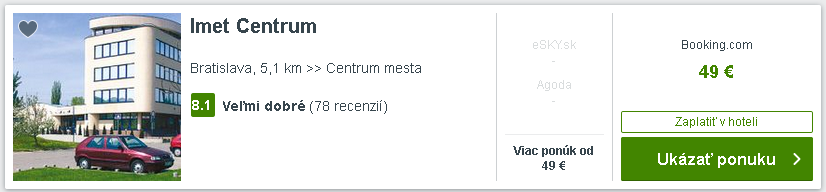 Imet Centrum
Bratislava, 5,1 km >> Centrum mesta
8.1 Veľmi dobré (78 recenzií)
eSKY.sk
-
Agoda
-
Viac ponúk od
49 €
Booking.com
49 €
Zaplatiť v hoteli
Ukázať ponuku